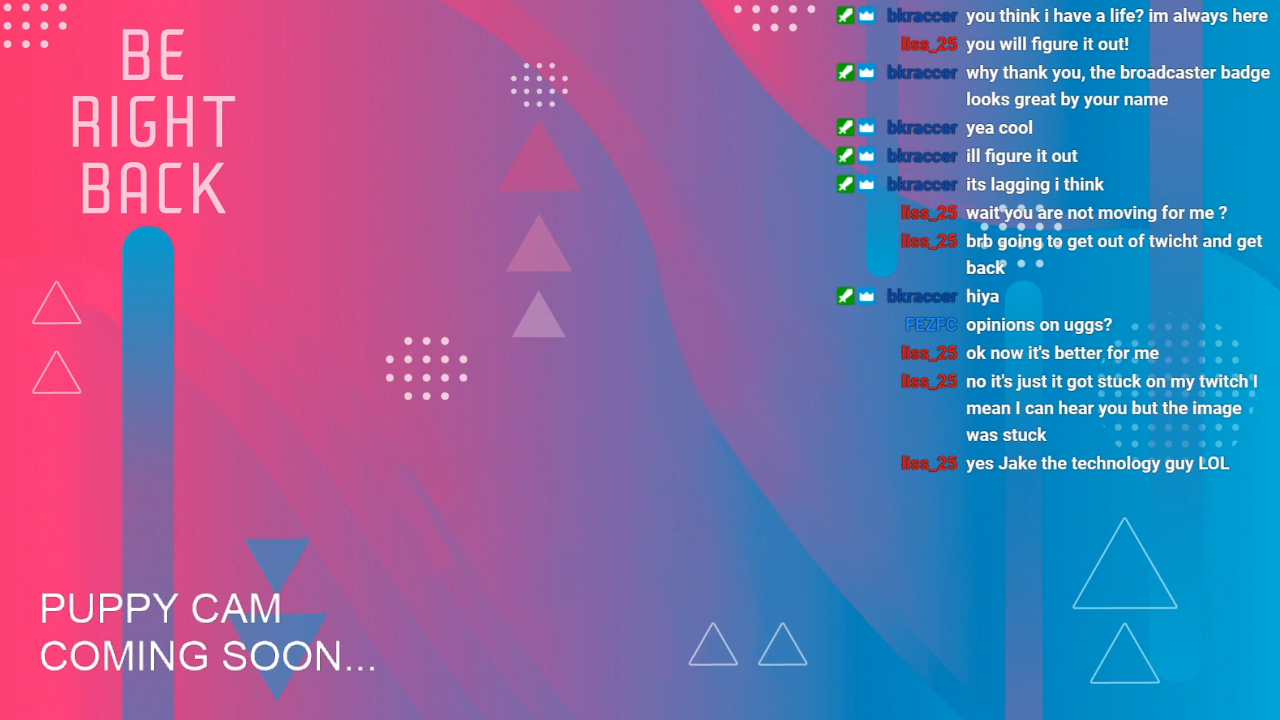 BE
RIGHT
BACK
PUPPY CAM
COMING SOON...
bkraccer you think i have a life? im always here
liss_25 you will figure it out!
bkraccer why thank you, the broadcaster badge
looks great by your name
bkraccer yea cool
bkraccer ill figure it out
bkraccer its lagging i think
liss_25 wait you are not moving for me ?
liss_25 brb going to get out of twicht and get
back
bkraccer hiya
FEZFC opinions on uggs?
liss_25 ok now it's better for me
liss_25 no it's just it got stuck on my twitch I
mean I can hear you but the image
was stuck
liss_25 yes Jake the technology guy LOL